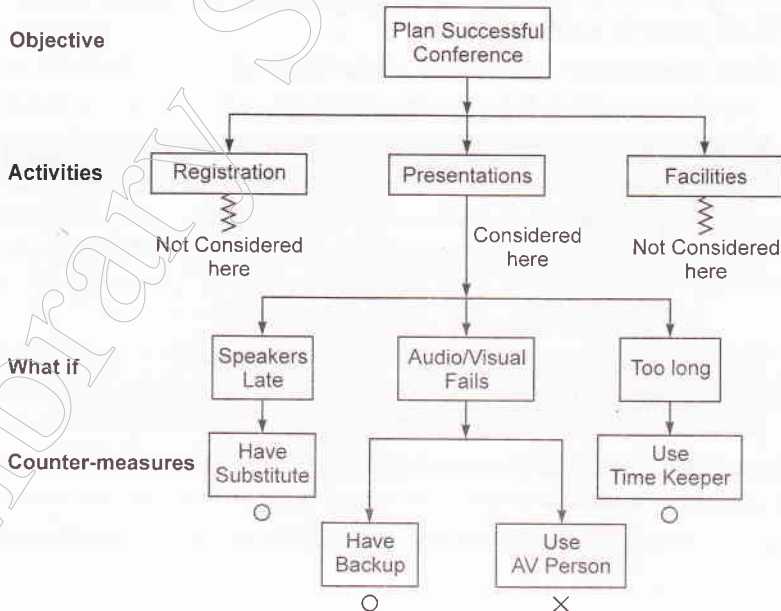 Objective
Plan Successful
Conference
Activities
Registration
Presentations
Facilities
Not Considered
here
Considered
here
Not Considered
here
What if
Speakers
Late
Audio/Visual
Fails
Too long
Counter-measures
Have
Substitute
Use
Time Keeper
Have
Backup
Use
AV Person